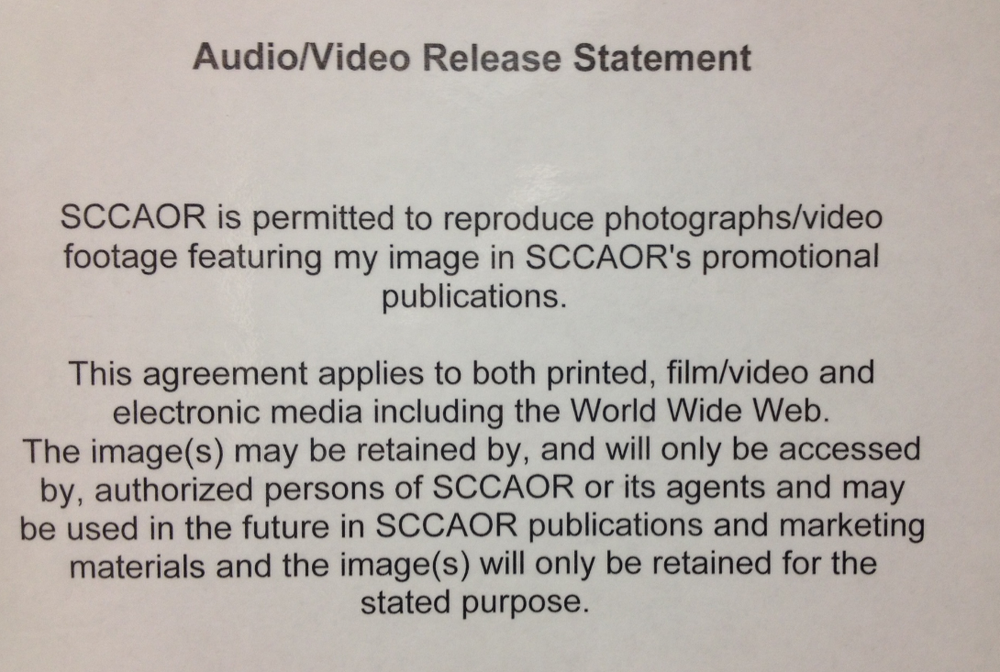 Audio/Video Release Statement
SCCAOR is permitted to reproduce photographs/video
footage featuring my image in SCCAOR's promotional
publications.
This agreement applies to both printed, film/video and
electronic media including the World Wide Web.
The image(s) may be retained by, and will only be accessed
by, authorized persons of SCCAOR or its agents and may
be used in the future in SCCAOR publications and marketing
materials and the image(s) will only be retained for the
stated purpose.